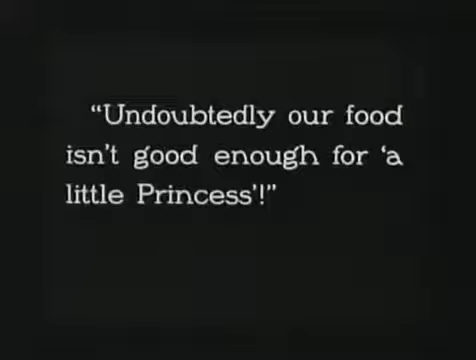 “Undoubtedly our food
isn't good enough for ‘a
little Princess'!”